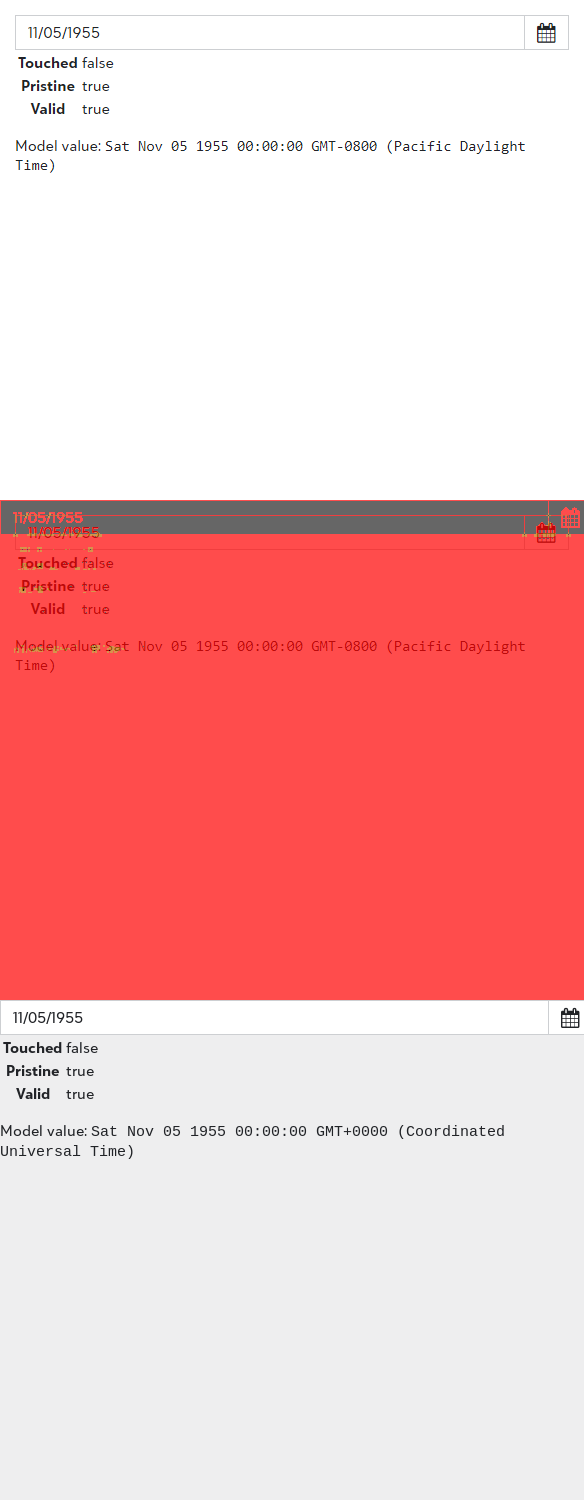 11/05/1955
Touched false
Pristine true
Valid true
Model value: Sat Nov 05 1955 00:00:00 GMT-0800 (Pacific Daylight
Time)
11/05/1955
11/05/1955
Touched false
Pristine true
Valid true
Model value: Sat Nov 05 1955 00:00:00 GMT-0800 (Pacific Daylight
Time)
11/05/1955
Touched false
Pristine true
Valid true
Model value: Sat Nov 05 1955 00:00:00 GMT+0000 (Coordinated
Universal Time)